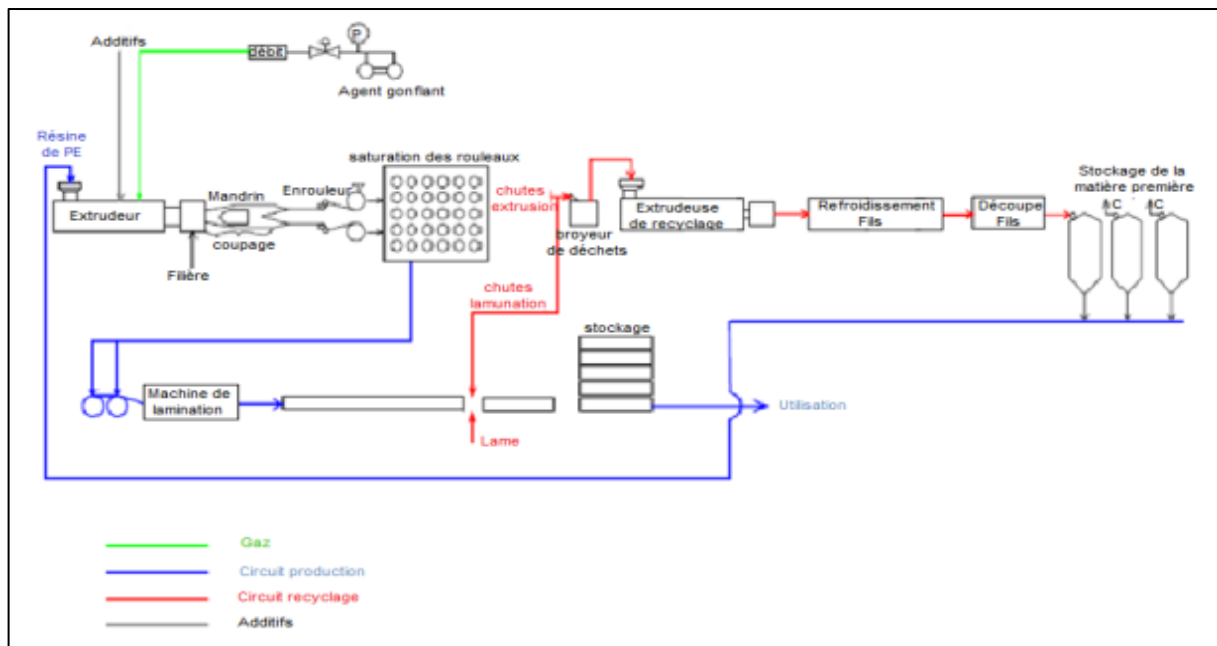 Additifs
débit
P
Agent gonflant
Résine
de PE
saturation des rouleaux
Mandrin
Enrouleur
Extrudeur
coupage
Filière
chutes
extrusion
broyeur
de déchets
Extrudeuse
de recyclage
Refroidissement
Fils
Découpe
Fils
Stockage de la
matière première
C
C
chutes
lamunation
stockage
Machine de
lamination
Lame
Utilisation
Gaz
Circuit production
Circuit recyclage
Additifs